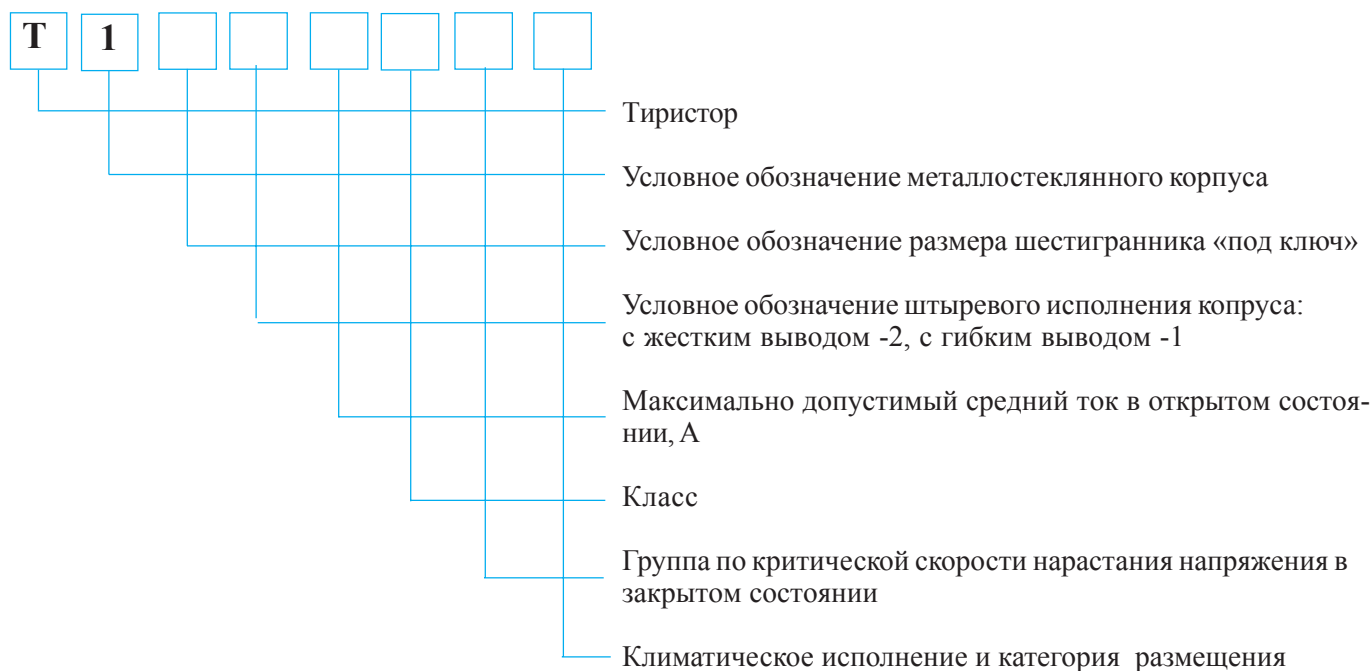 Т 1
Тиристор
Условное обозначение металлостеклянного корпуса
Условное обозначение размера шестигранника «под ключ»
Условное обозначение штыревого исполнения копруса:
с жестким выводом -2, с гибким выводом -1
Максимально допустимый средний ток в открытом состоя-
нии, А
Класс
Группа по критической скорости нарастания напряжения в
закрытом состоянии
Климатическое исполнение и категория размещения